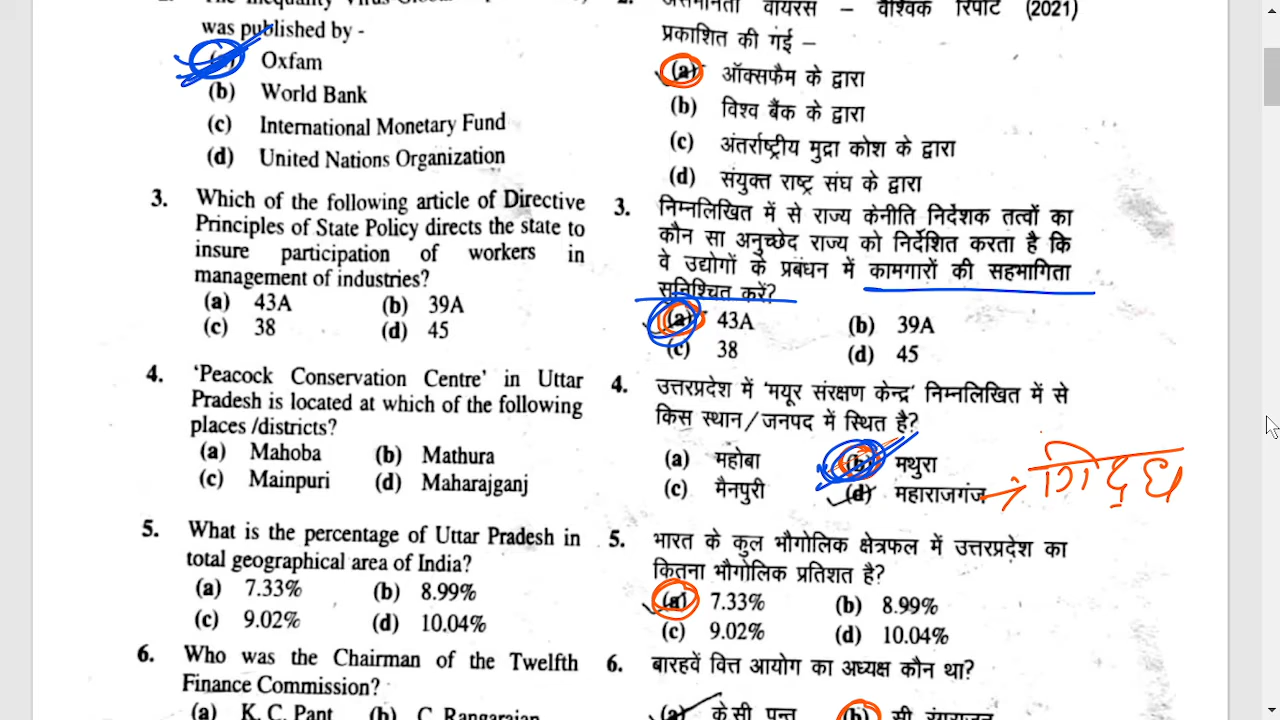 was published by -
Oxfam
(b) World Bank
(c) International Monetary Fund
(d) United Nations Organization
3. Which of the following article of Directive
Principles of State Policy directs the state to
insure participation of workers in
management of industries?
(a) 43A (b) 39A
(c) 38 (d) 45
4. 'Peacock Conservation Centre' in Uttar
Pradesh is located at which of the following
places /districts?
(a) Mahoba (b) Mathura
(c) Mainpuri (d) Maharajganj
5. What is the percentage of Uttar Pradesh in
total geographical area of India?
(a) 7.33% (b) 8.99%
(c) 9.02% (d) 10.04%
6. Who was the Chairman of the Twelfth
Finance Commission?
(a) K. C. Pant (b) C. Rangarajan
2. असमानता वायरस – वैश्विक रिपोर्ट (2021)
प्रकाशित की गई –
(a) ऑक्सफैम के द्वारा
(b) विश्व बैंक के द्वारा
(c) अंतर्राष्ट्रीय मुद्रा कोश के द्वारा
(d) संयुक्त राष्ट्र संघ के द्वारा
3. निम्नलिखित में से राज्य केनीति निर्देशक तत्वों का
कौन सा अनुच्छेद राज्य को निर्देशित करता है कि
वे उद्योगों के प्रबंधन में कामगारों की सहभागिता
सुनिश्चित करें?
(a) 43A (b) 39A
(c) 38 (d) 45
4. उत्तरप्रदेश में 'मयूर संरक्षण केन्द्र' निम्नलिखित में से
किस स्थान/जनपद में स्थित है?
(a) महोबा (b) मथुरा
(c) मैनपुरी (d) महाराजगंज → गिद्ध
5. भारत के कुल भौगोलिक क्षेत्रफल में उत्तरप्रदेश का
कितना भौगोलिक प्रतिशत है?
(a) 7.33% (b) 8.99%
(c) 9.02% (d) 10.04%
6. बारहवें वित्त आयोग का अध्यक्ष कौन था?
(a) के सी पन्त (b) सी रंगराजन